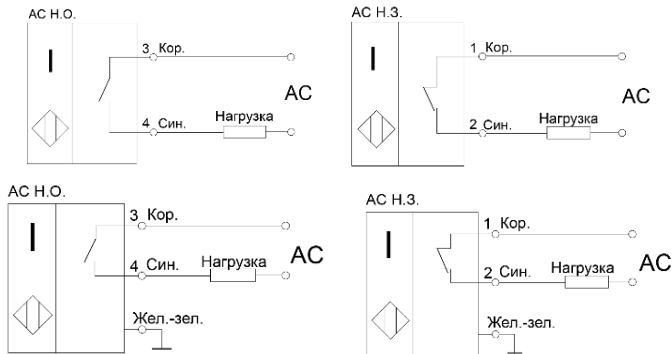 АС Н.О.
3 Кор.
АС
4 Син.
Нагрузка
АС Н.З.
1 Кор.
АС
2 Син.
Нагрузка
АС Н.О.
3 Кор.
АС
4 Син.
Нагрузка
Жел.-зел.
АС Н.З.
1 Кор.
АС
2 Син.
Нагрузка
Жел.-зел.